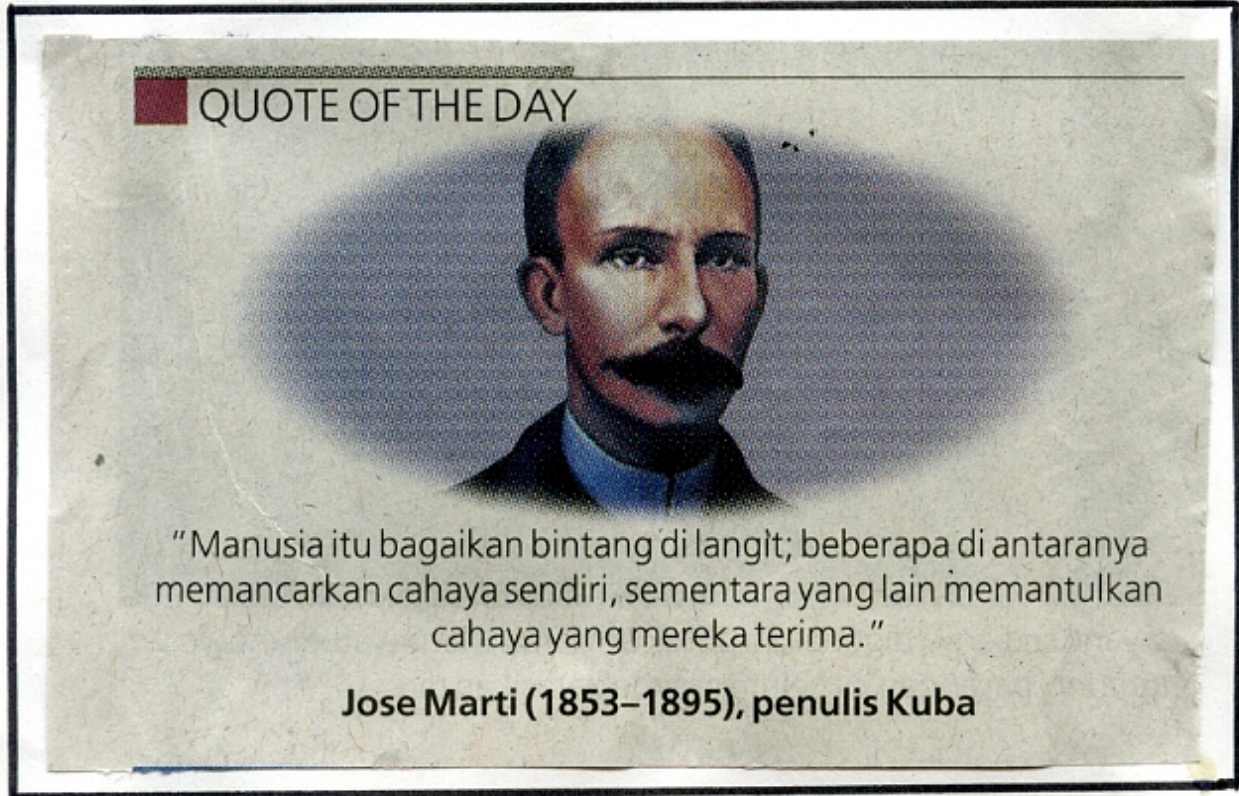 QUOTE OF THE DAY
"Manusia itu bagaikan bintang di langit; beberapa di antaranya
memancarkan cahaya sendiri, sementara yang lain memantulkan
cahaya yang mereka terima."
Jose Marti (1853–1895), penulis Kuba